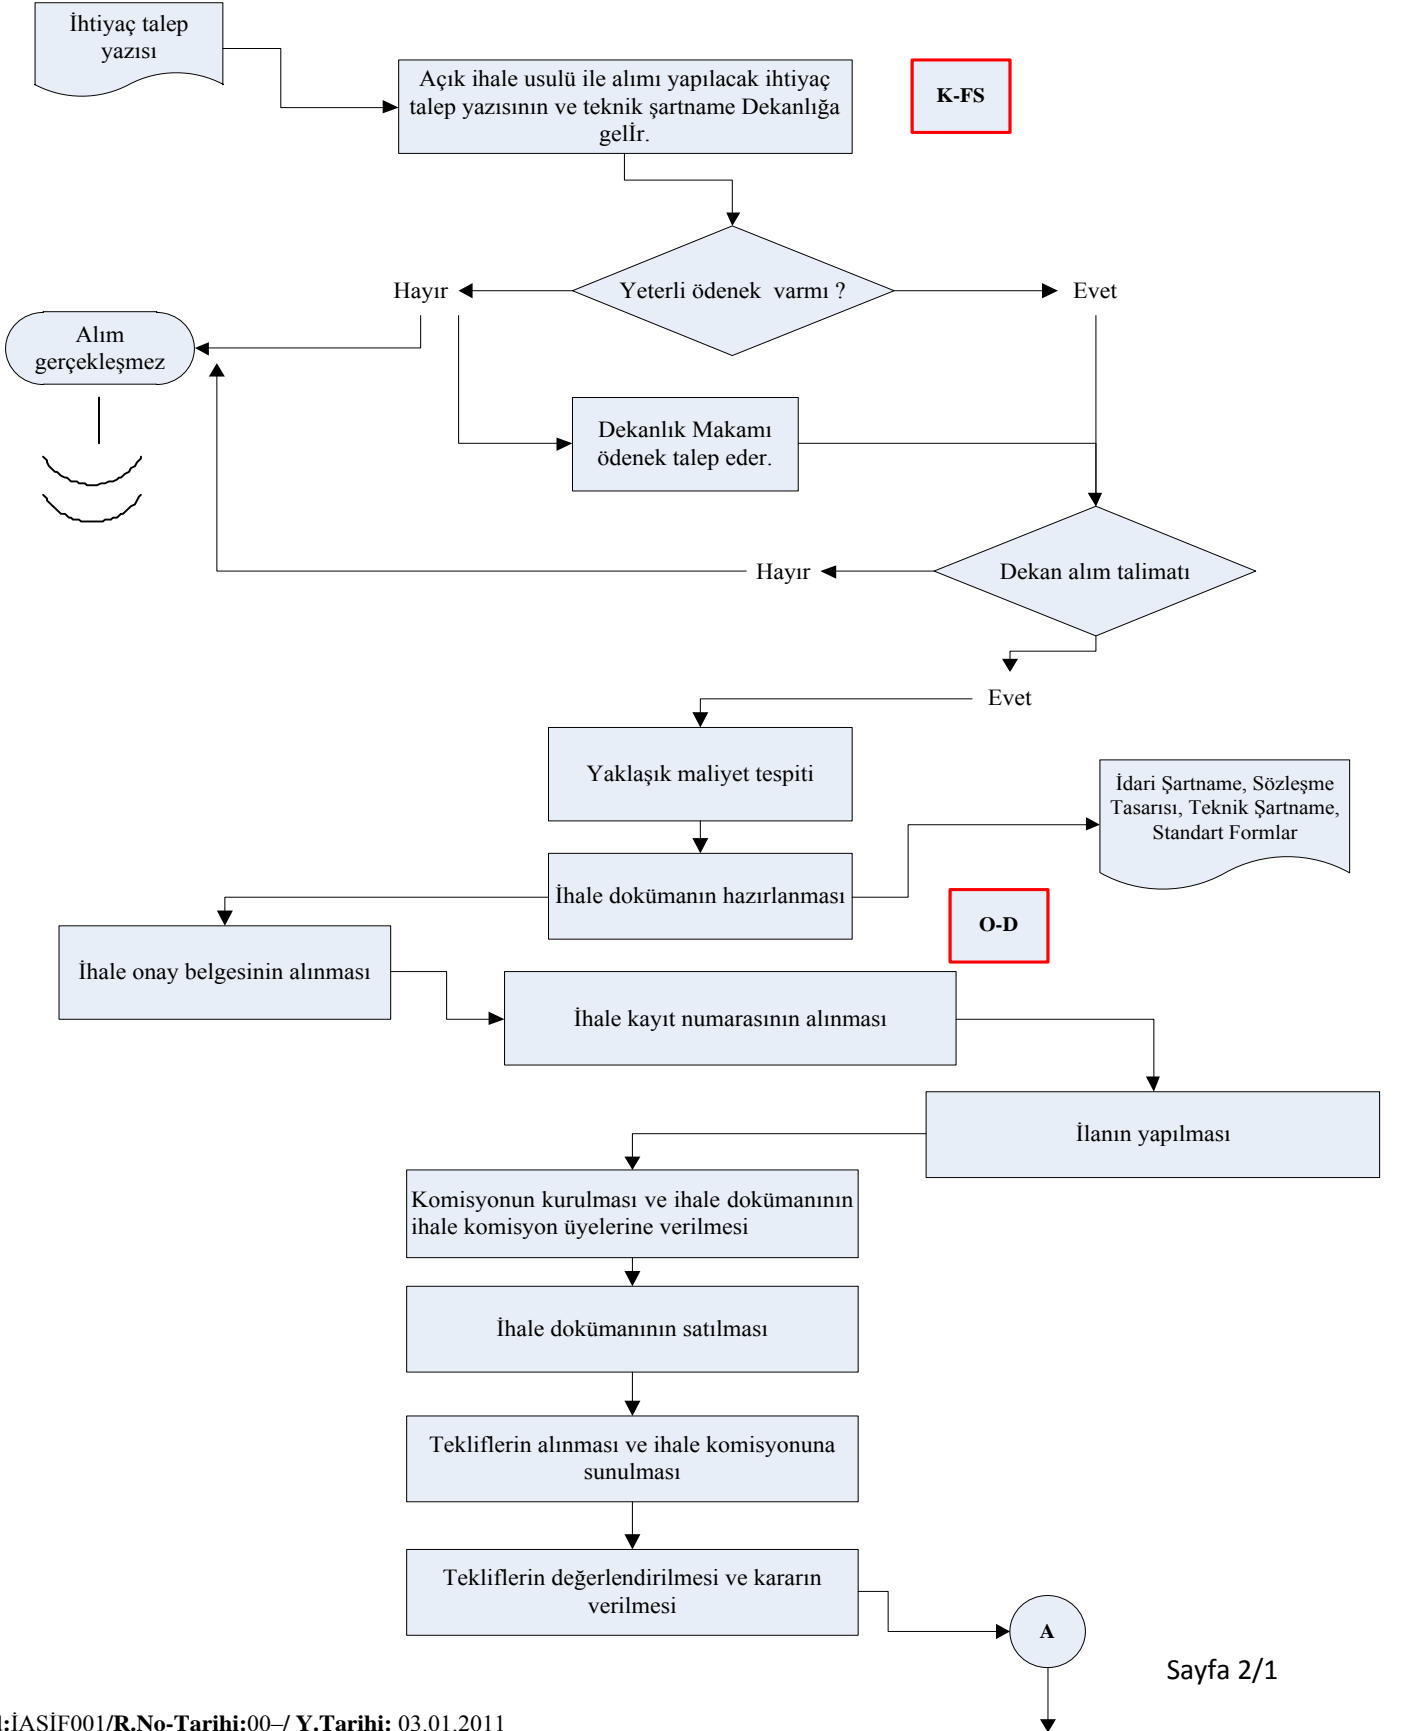 İhtiyaç talep
yazısı
Açık ihale usulü ile alımı yapılacak ihtiyaç
talep yazısının ve teknik şartname Dekanlığa
gelİr.
K-FS
Yeterli ödenek varmı ?
Hayır
Evet
Alım
gerçekleşmez
Dekanlık Makamı
ödenek talep eder.
Dekan alım talimatı
Hayır
Evet
Yaklaşık maliyet tespiti
İdari Şartname, Sözleşme
Tasarısı, Teknik Şartname,
Standart Formlar
İhale dokümanın hazırlanması
O-D
İhale onay belgesinin alınması
İhale kayıt numarasının alınması
İlanın yapılması
Komisyonun kurulması ve ihale dokümanının
ihale komisyon üyelerine verilmesi
İhale dokümanının satılması
Tekliflerin alınması ve ihale komisyonuna
sunulması
Tekliflerin değerlendirilmesi ve kararın
verilmesi
A
Sayfa 2/1
:İASİF001/R.No-Tarihi:00–/ Y.Tarihi: 03.01.2011